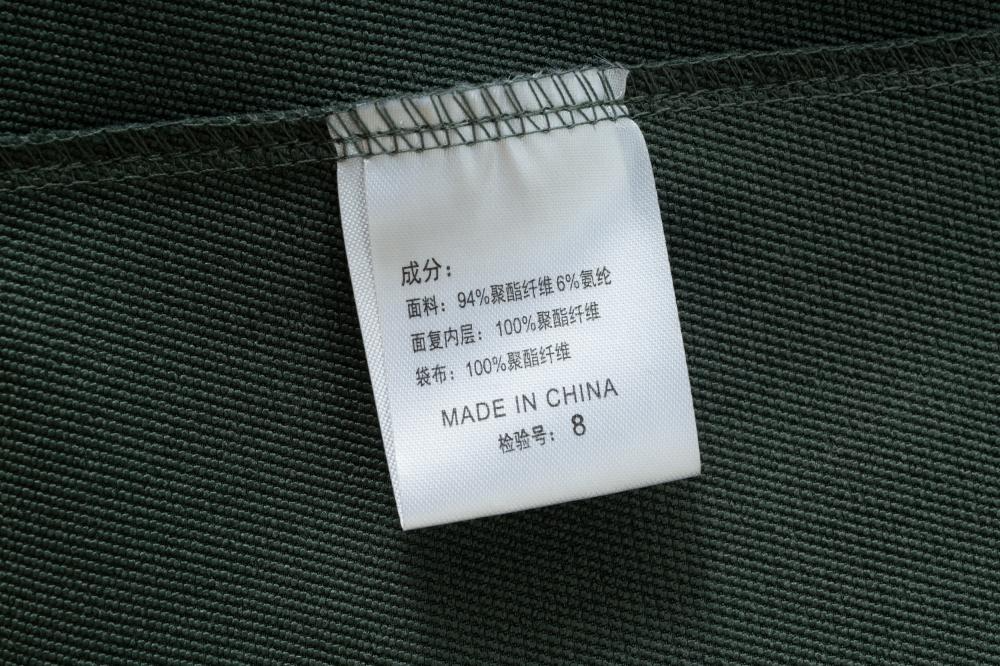 成分：
面料：94%聚酯纤维 6%氨纶
面复内层：100%聚酯纤维
袋布：100%聚酯纤维
MADE IN CHINA
检验号：8